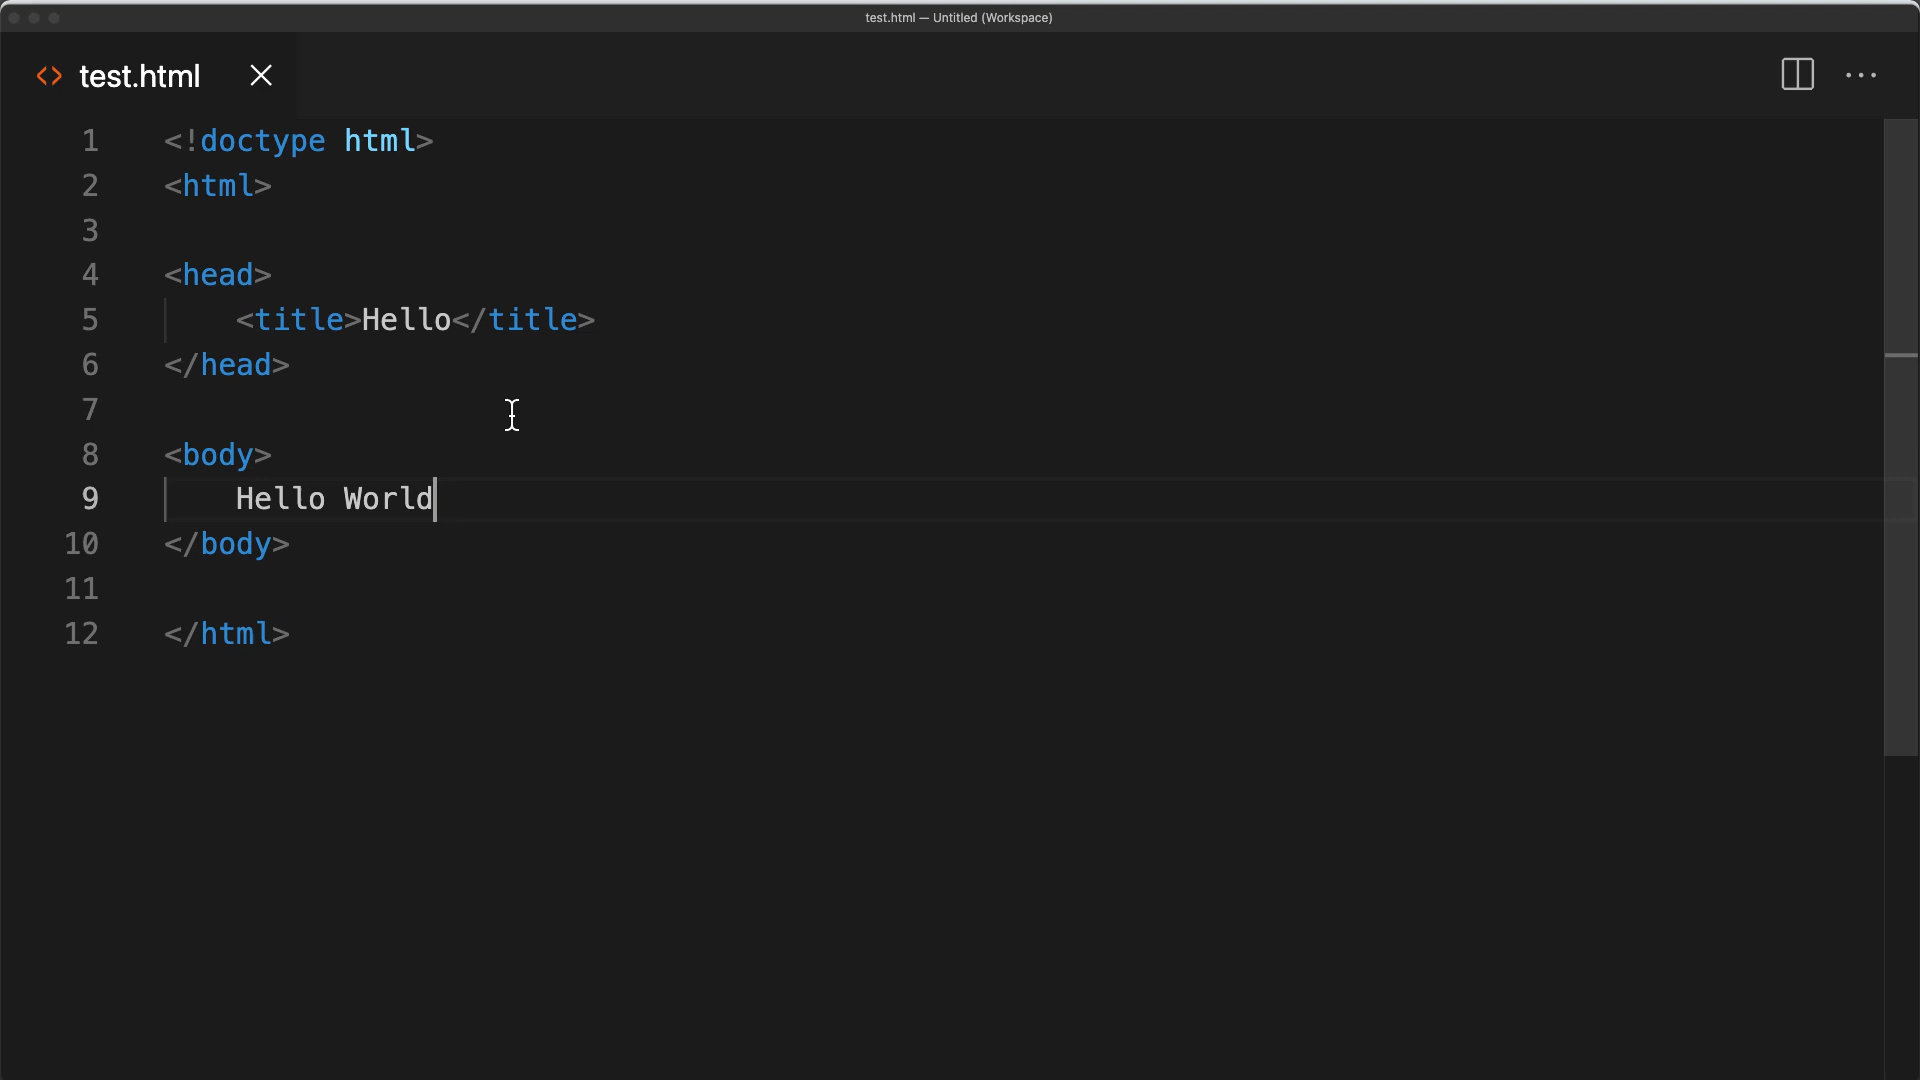 test.html — Untitled (Workspace)
test.html
1 <!doctype html>
2 <html>
3
4 <head>
5     <title>Hello</title>
6 </head>
7
8 <body>
9     Hello World
10 </body>
11
12 </html>